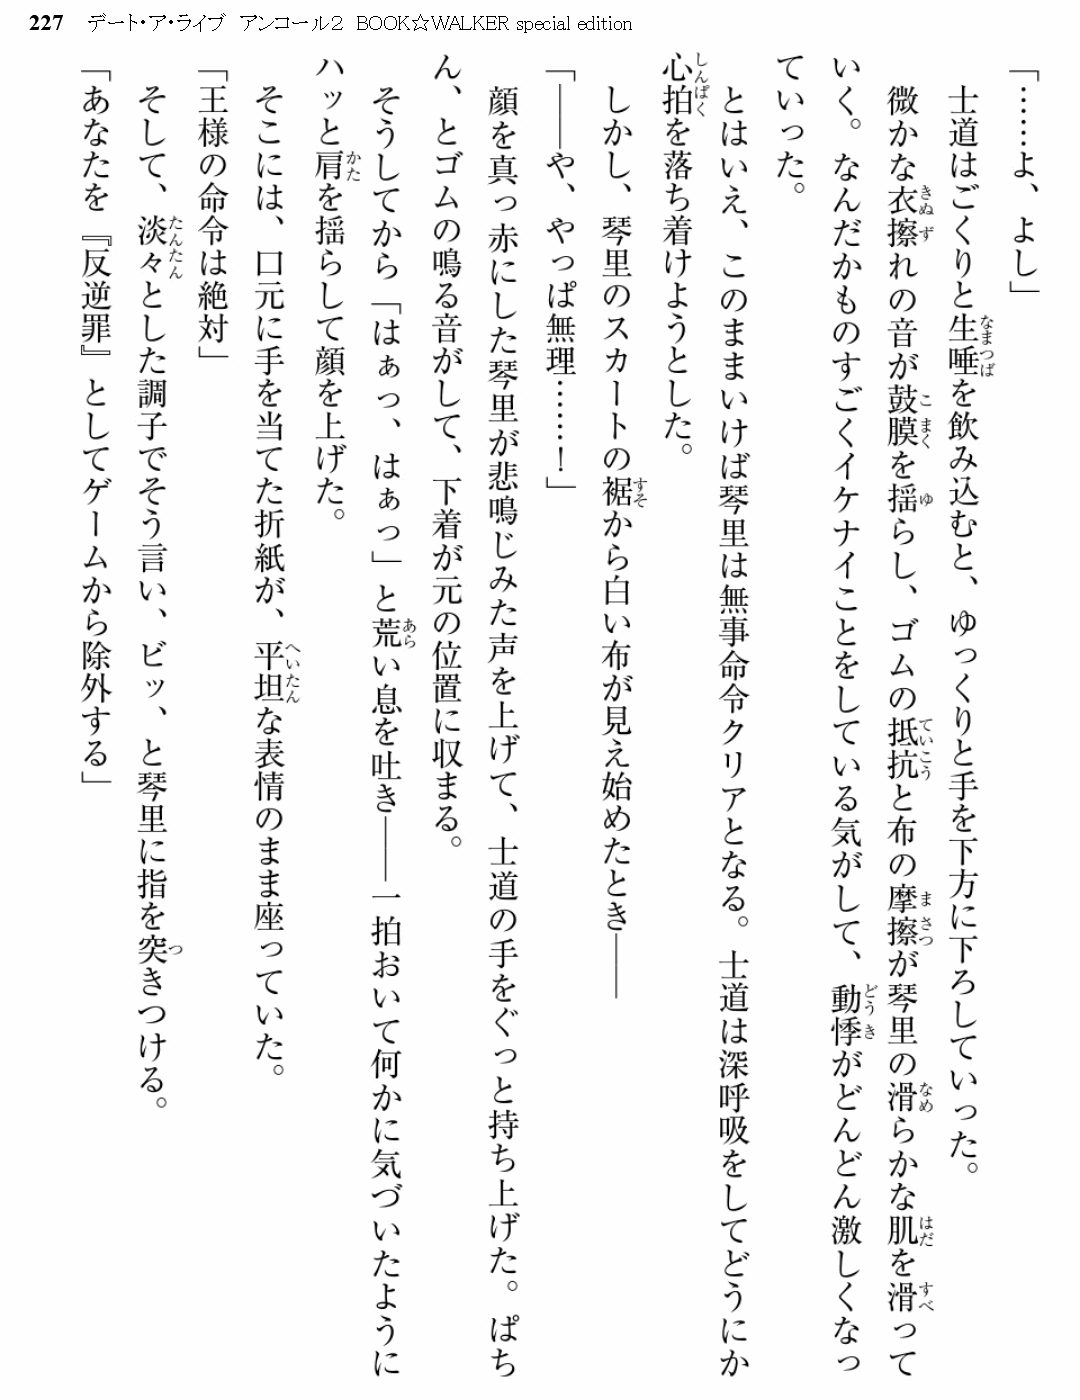 227 デート・ア・ライブ アンコール2 BOOK☆WALKER special edition
「……よ、よし」
士道はごくりと生唾を飲み込むと、ゆっくりと手を下方に下ろしていった。
微かな衣擦れの音が鼓膜を揺らし、ゴムの抵抗と布の摩擦が琴里の滑らかな肌を滑って
いく。なんだかものすごくイケナイことをしている気がして、動悸がどんどん激しくなっ
ていった。
とはいえ、このままいけば琴里は無事命令クリアとなる。士道は深呼吸をしてどうにか
心拍を落ち着けようとした。
しかし、琴里のスカートの裾から白い布が見え始めたとき――
「――や、やっぱ無理……！」
顔を真っ赤にした琴里が悲鳴じみた声を上げて、士道の手をぐっと持ち上げた。ぱち
ん、とゴムの鳴る音がして、下着が元の位置に収まる。
そうしてから「はぁっ、はぁっ」と荒い息を吐き――一拍おいて何かに気づいたように
ハッと肩を揺らして顔を上げた。
そこには、口元に手を当てた折紙が、平坦な表情のまま座っていた。
「王様の命令は絶対」
そして、淡々とした調子でそう言い、ビッ、と琴里に指を突きつける。
「あなたを『反逆罪』としてゲームから除外する」